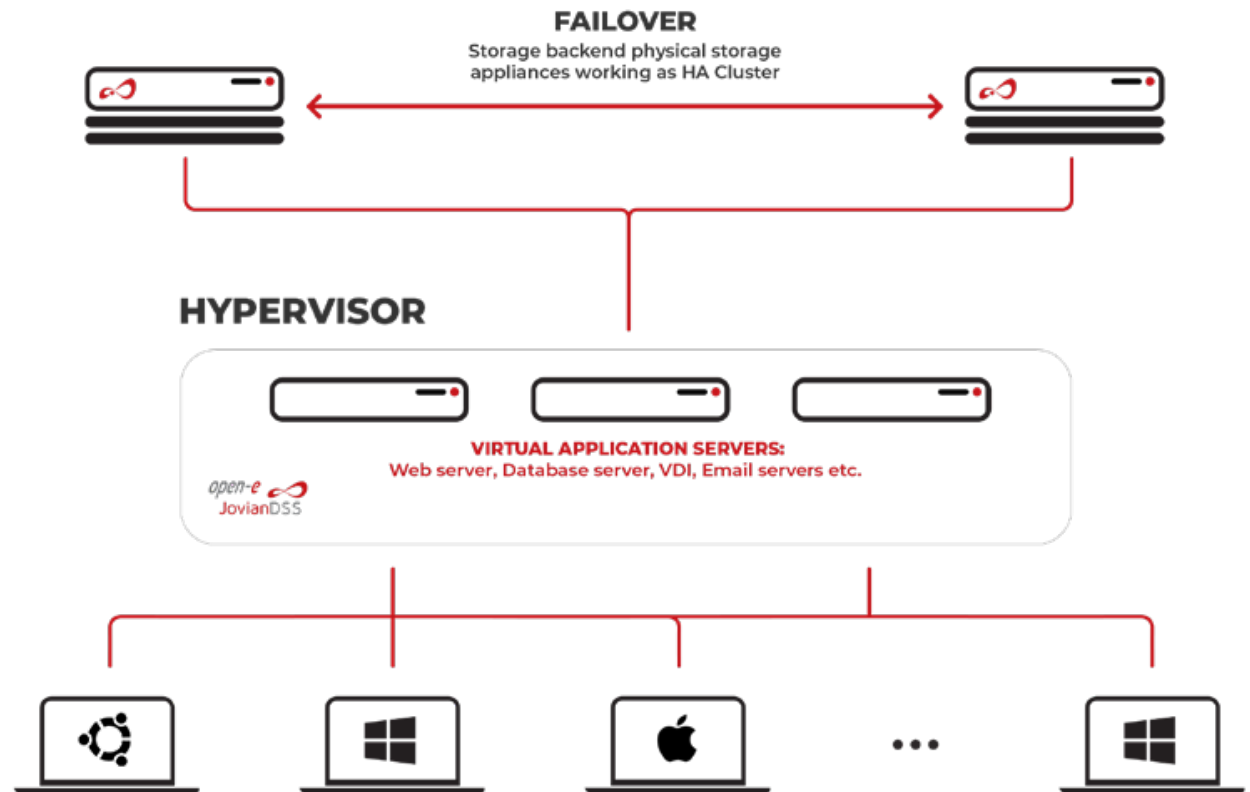 FAILOVER
Storage backend physical storage
appliances working as HA Cluster
HYPERVISOR
VIRTUAL APPLICATION SERVERS:
Web server, Database server, VDI, Email servers etc.
open-e
JovianDSS